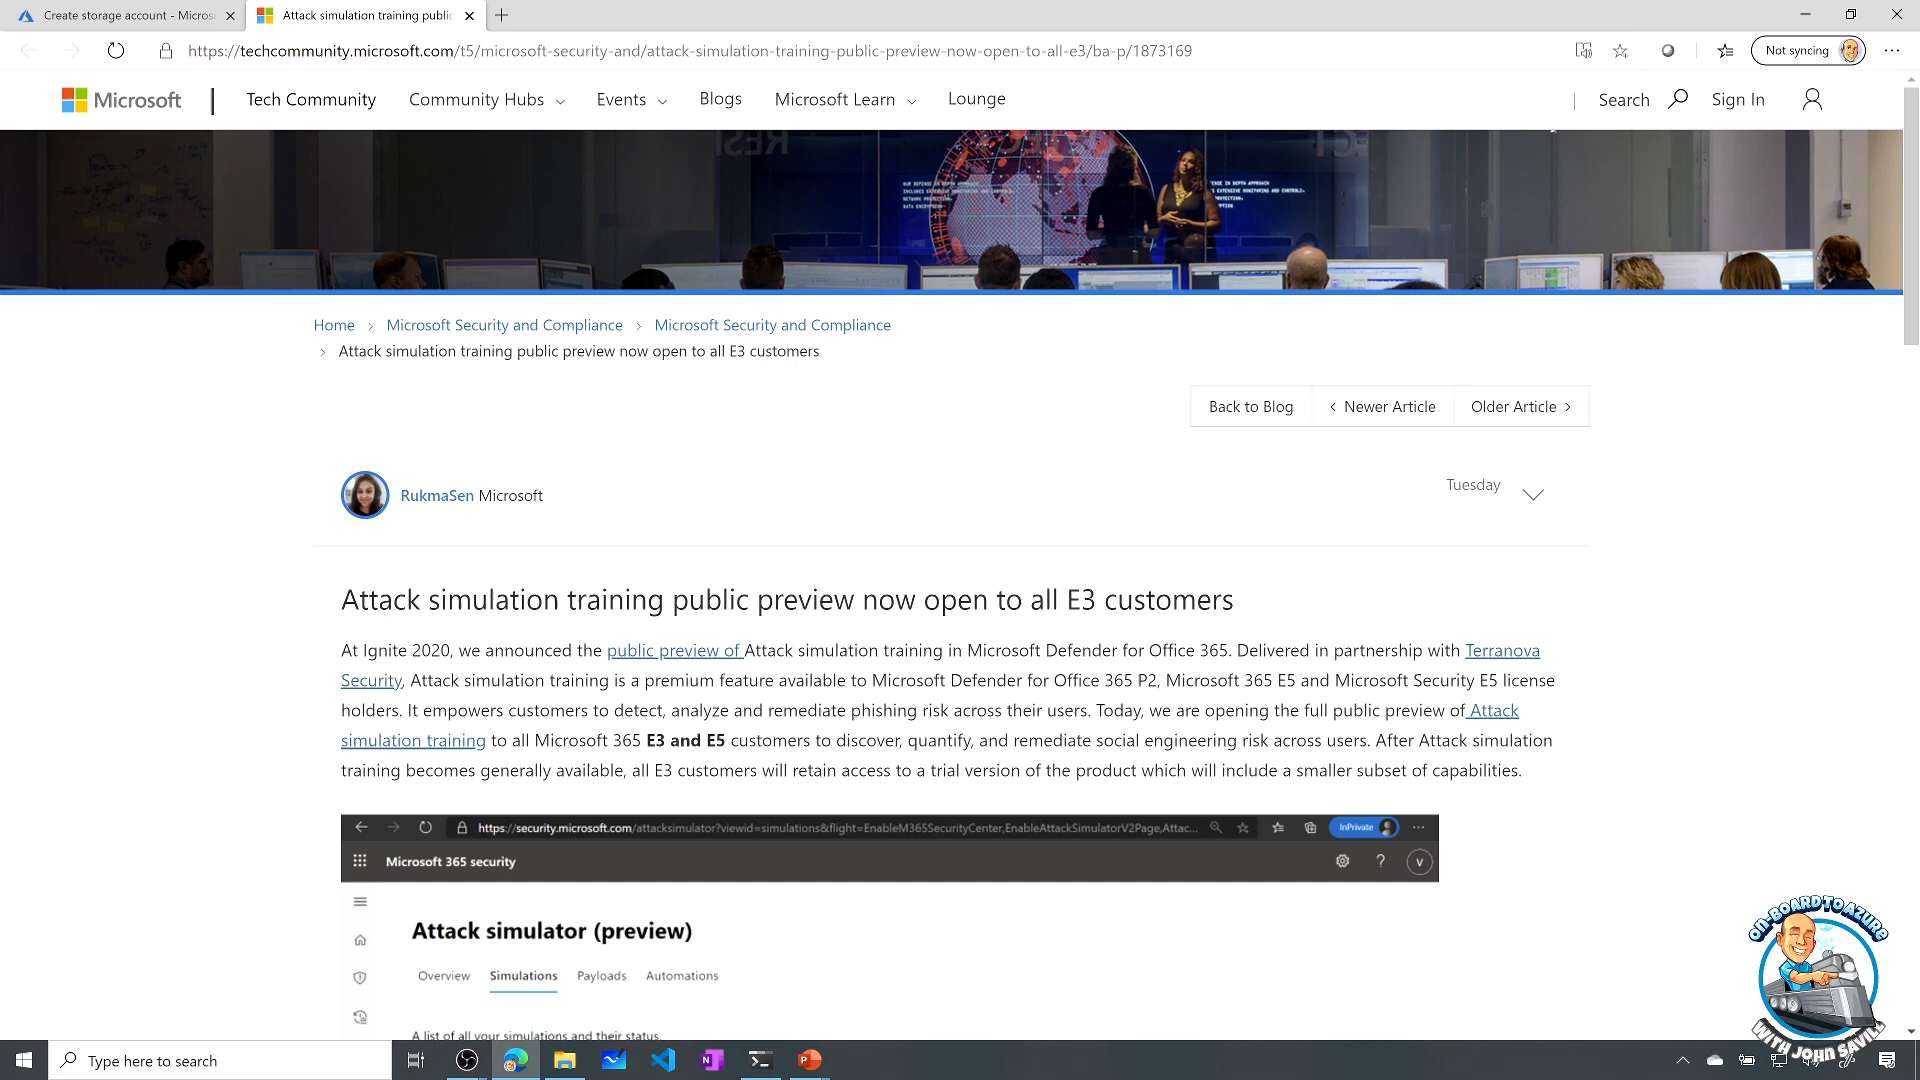 Create storage account - Micros
Attack simulation training public
https://techcommunity.microsoft.com/t5/microsoft-security-and/attack-simulation-training-public-preview-now-open-to-all-e3/ba-p/1873169
Not syncing
Microsoft
Tech Community
Community Hubs
Events
Blogs
Microsoft Learn
Lounge
Search
Sign In
Home > Microsoft Security and Compliance > Microsoft Security and Compliance
> Attack simulation training public preview now open to all E3 customers
Back to Blog
< Newer Article
Older Article >
RukmaSen Microsoft
Tuesday
Attack simulation training public preview now open to all E3 customers
At Ignite 2020, we announced the public preview of Attack simulation training in Microsoft Defender for Office 365. Delivered in partnership with Terranova
Security, Attack simulation training is a premium feature available to Microsoft Defender for Office 365 P2, Microsoft 365 E5 and Microsoft Security E5 license
holders. It empowers customers to detect, analyze and remediate phishing risk across their users. Today, we are opening the full public preview of Attack
simulation training to all Microsoft 365 E3 and E5 customers to discover, quantify, and remediate social engineering risk across users. After Attack simulation
training becomes generally available, all E3 customers will retain access to a trial version of the product which will include a smaller subset of capabilities.
https://security.microsoft.com/attacksimulator?viewid=simulations&flight=EnableM365SecurityCenter,EnableAttackSimulatorV2Page,Attac...
InPrivate
Microsoft 365 security
? V
Attack simulator (preview)
Overview
Simulations
Payloads
Automations
A list of all your simulations and their status.
ON-BOARD TO AZURE
WITH JOHN SAVILL
Type here to search